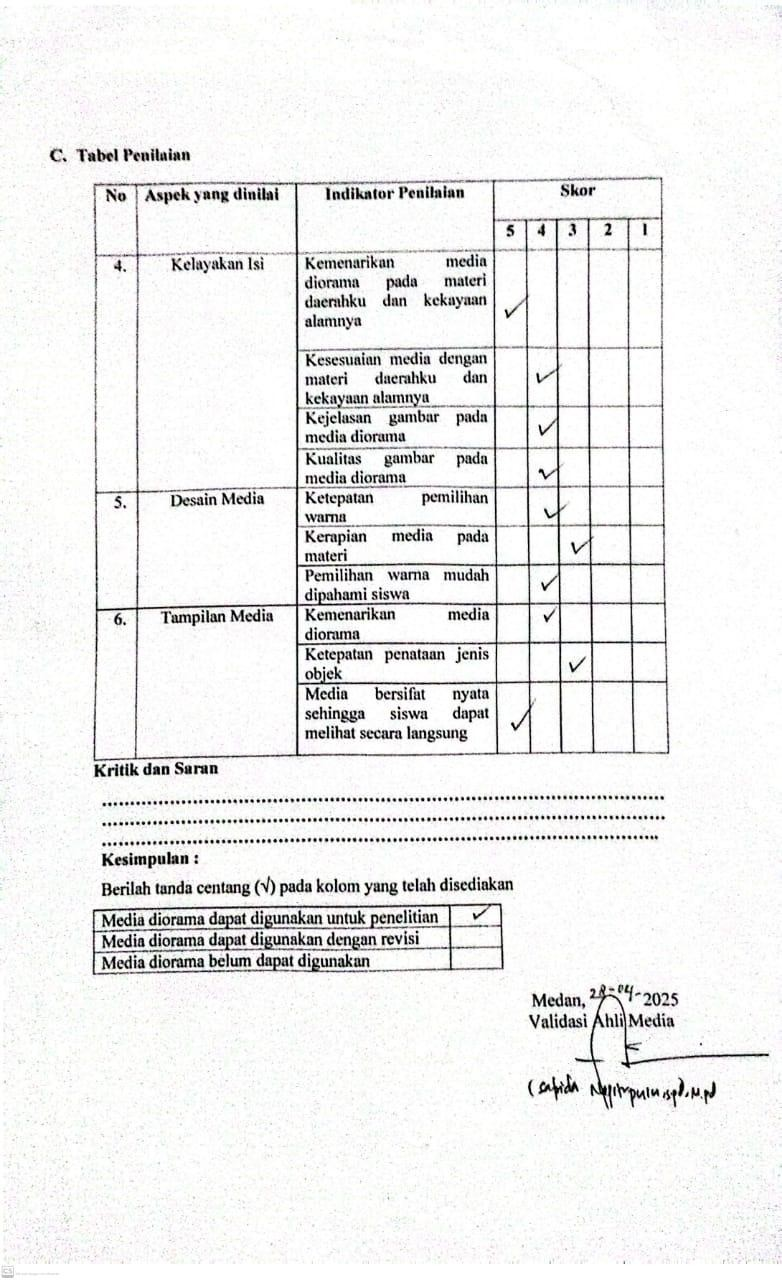 C. Tabel Penilaian
No Aspek yang dinilai Indikator Penilaian Skor
5 4 3 2 1
4. Kelayakan Isi Kemenarikan media
diorama pada materi
daerahku dan kekayaan
alamnya
✓
Kesesuaian media dengan
materi daerahku dan
kekayaan alamnya
✓
Kejelasan gambar pada
media diorama
✓
Kualitas gambar pada
media diorama
✓
5. Desain Media Ketepatan pemilihan
warna
✓
Kerapian media pada
materi
✓
Pemilihan warna mudah
dipahami siswa
✓
6. Tampilan Media Kemenarikan media
diorama
✓
Ketepatan penataan jenis
objek
✓
Media bersifat nyata
sehingga siswa dapat
melihat secara langsung
✓
Kritik dan Saran
Kesimpulan :
Berilah tanda centang (√) pada kolom yang telah disediakan
Media diorama dapat digunakan untuk penelitian ✓
Media diorama dapat digunakan dengan revisi
Media diorama belum dapat digunakan
Medan, 28-04-2025
Validasi Ahli Media
CS